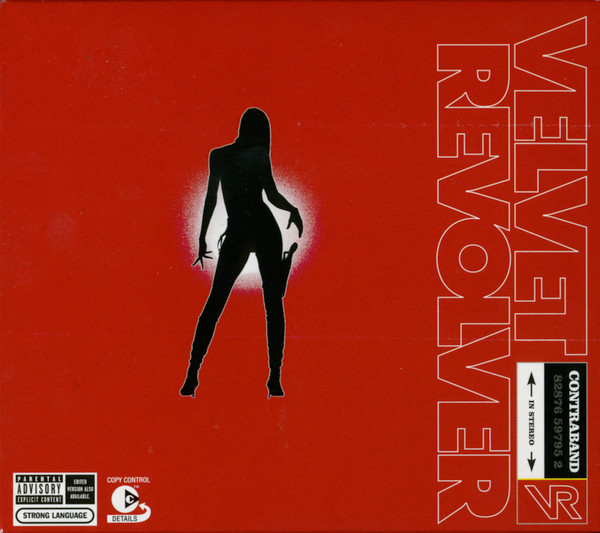 VELVET
REVOLVER
CONTRABAND
82876 59795 2
IN STEREO
VR
PARENTAL
ADVISORY
EXPLICIT CONTENT
EDITED
VERSION ALSO
AVAILABLE.
STRONG LANGUAGE
COPY CONTROL
TM
DETAILS